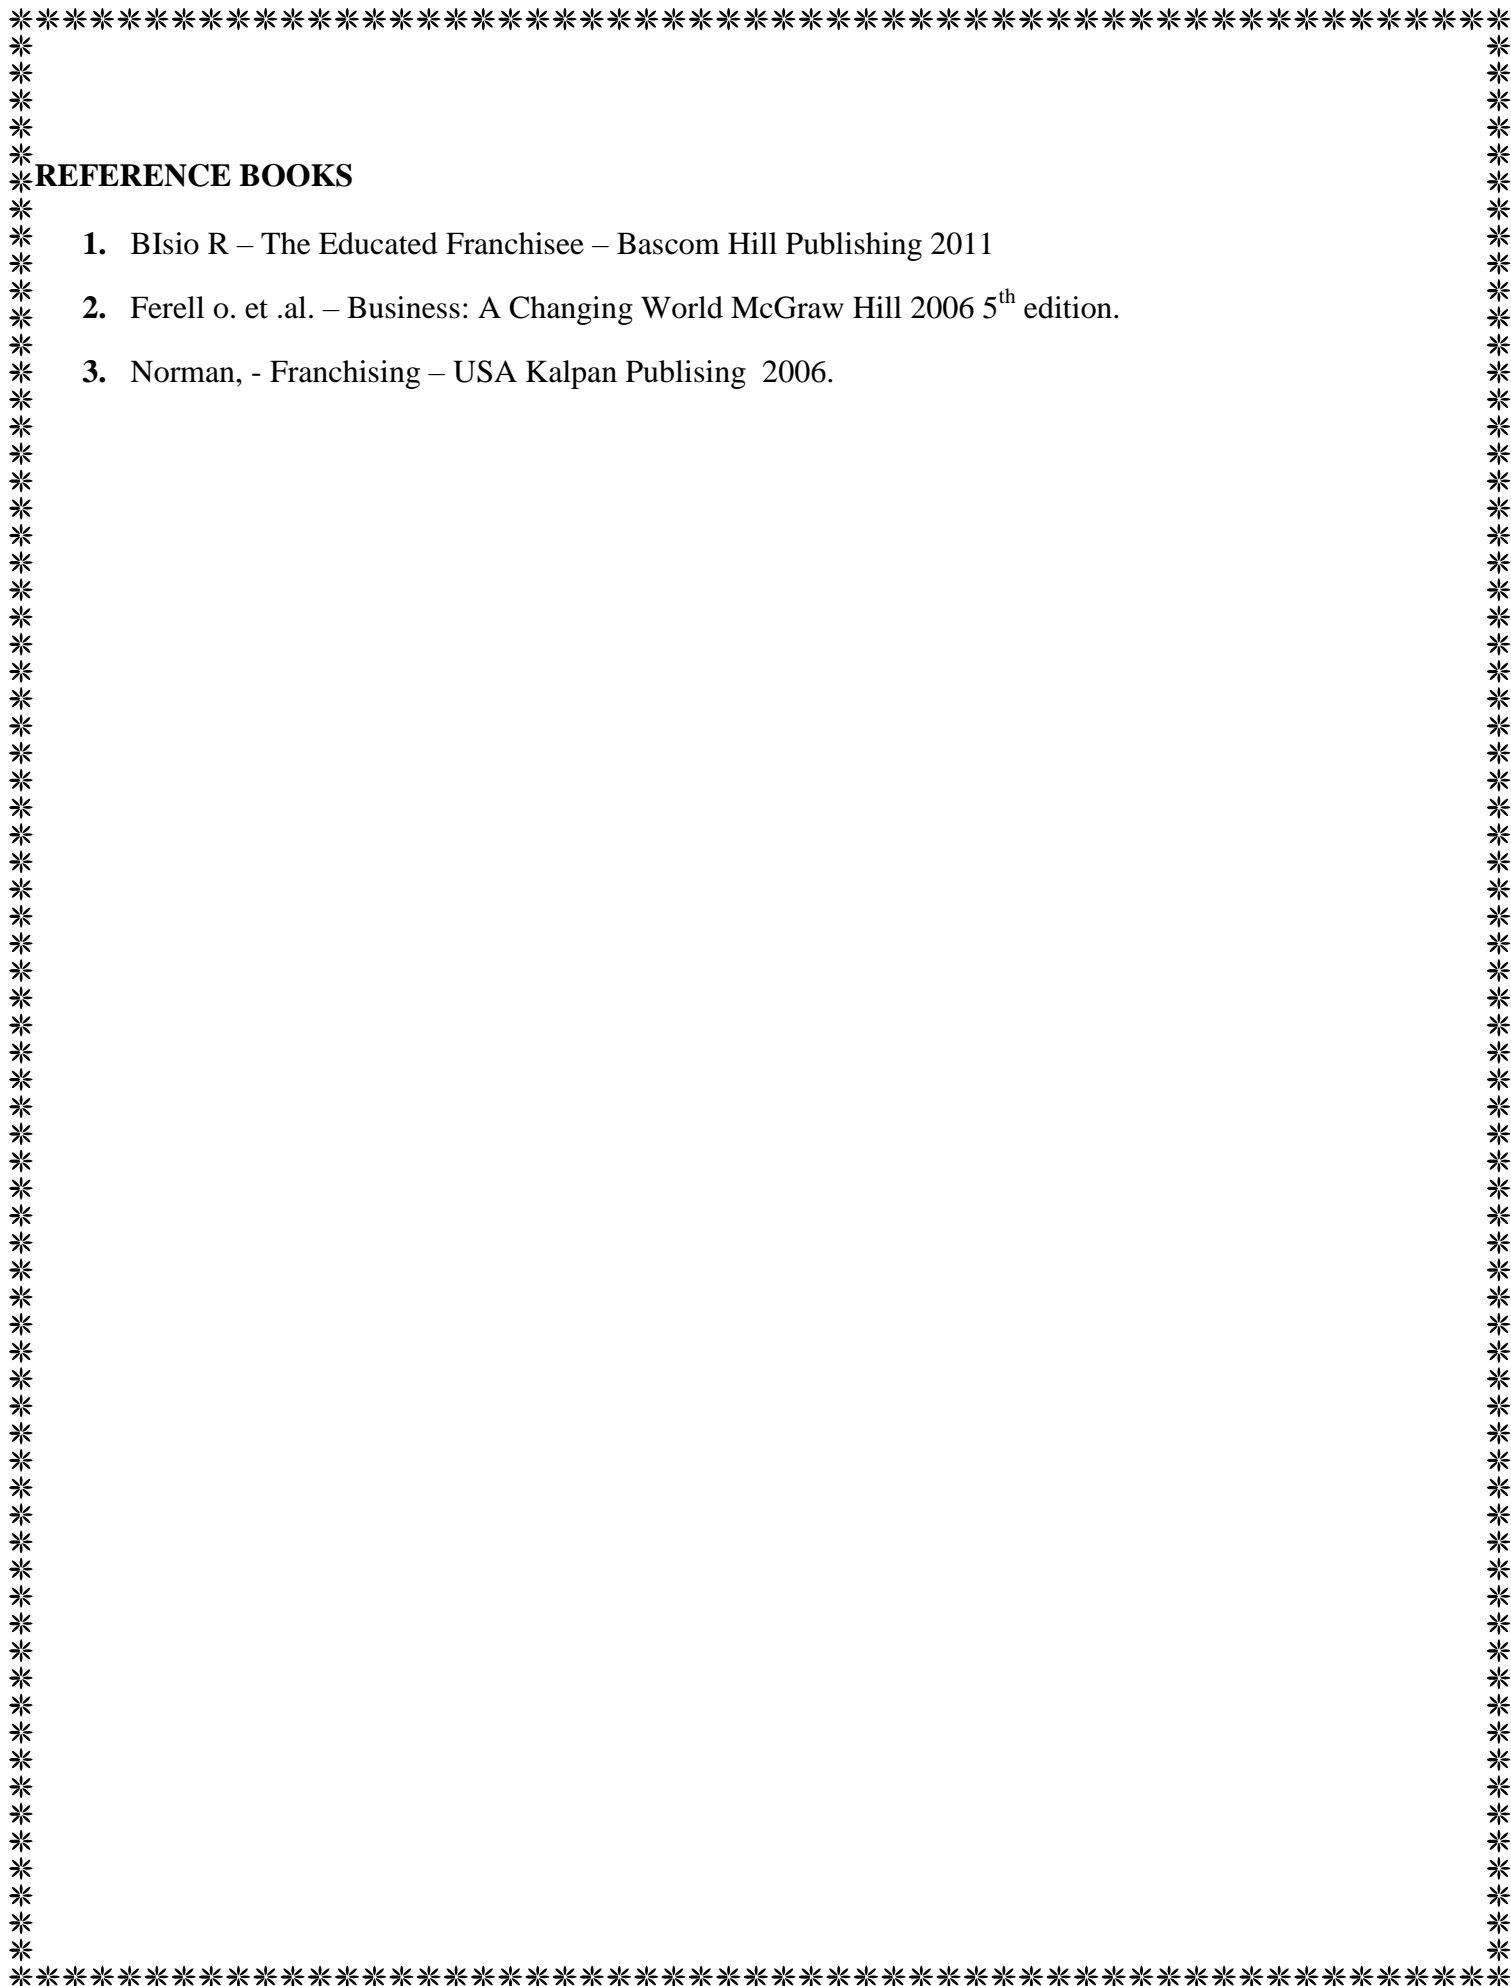 REFERENCE BOOKS
1. BIsio R – The Educated Franchisee – Bascom Hill Publishing 2011
2. Ferell o. et .al. – Business: A Changing World McGraw Hill 2006 5th edition.
3. Norman, - Franchising – USA Kalpan Publising  2006.